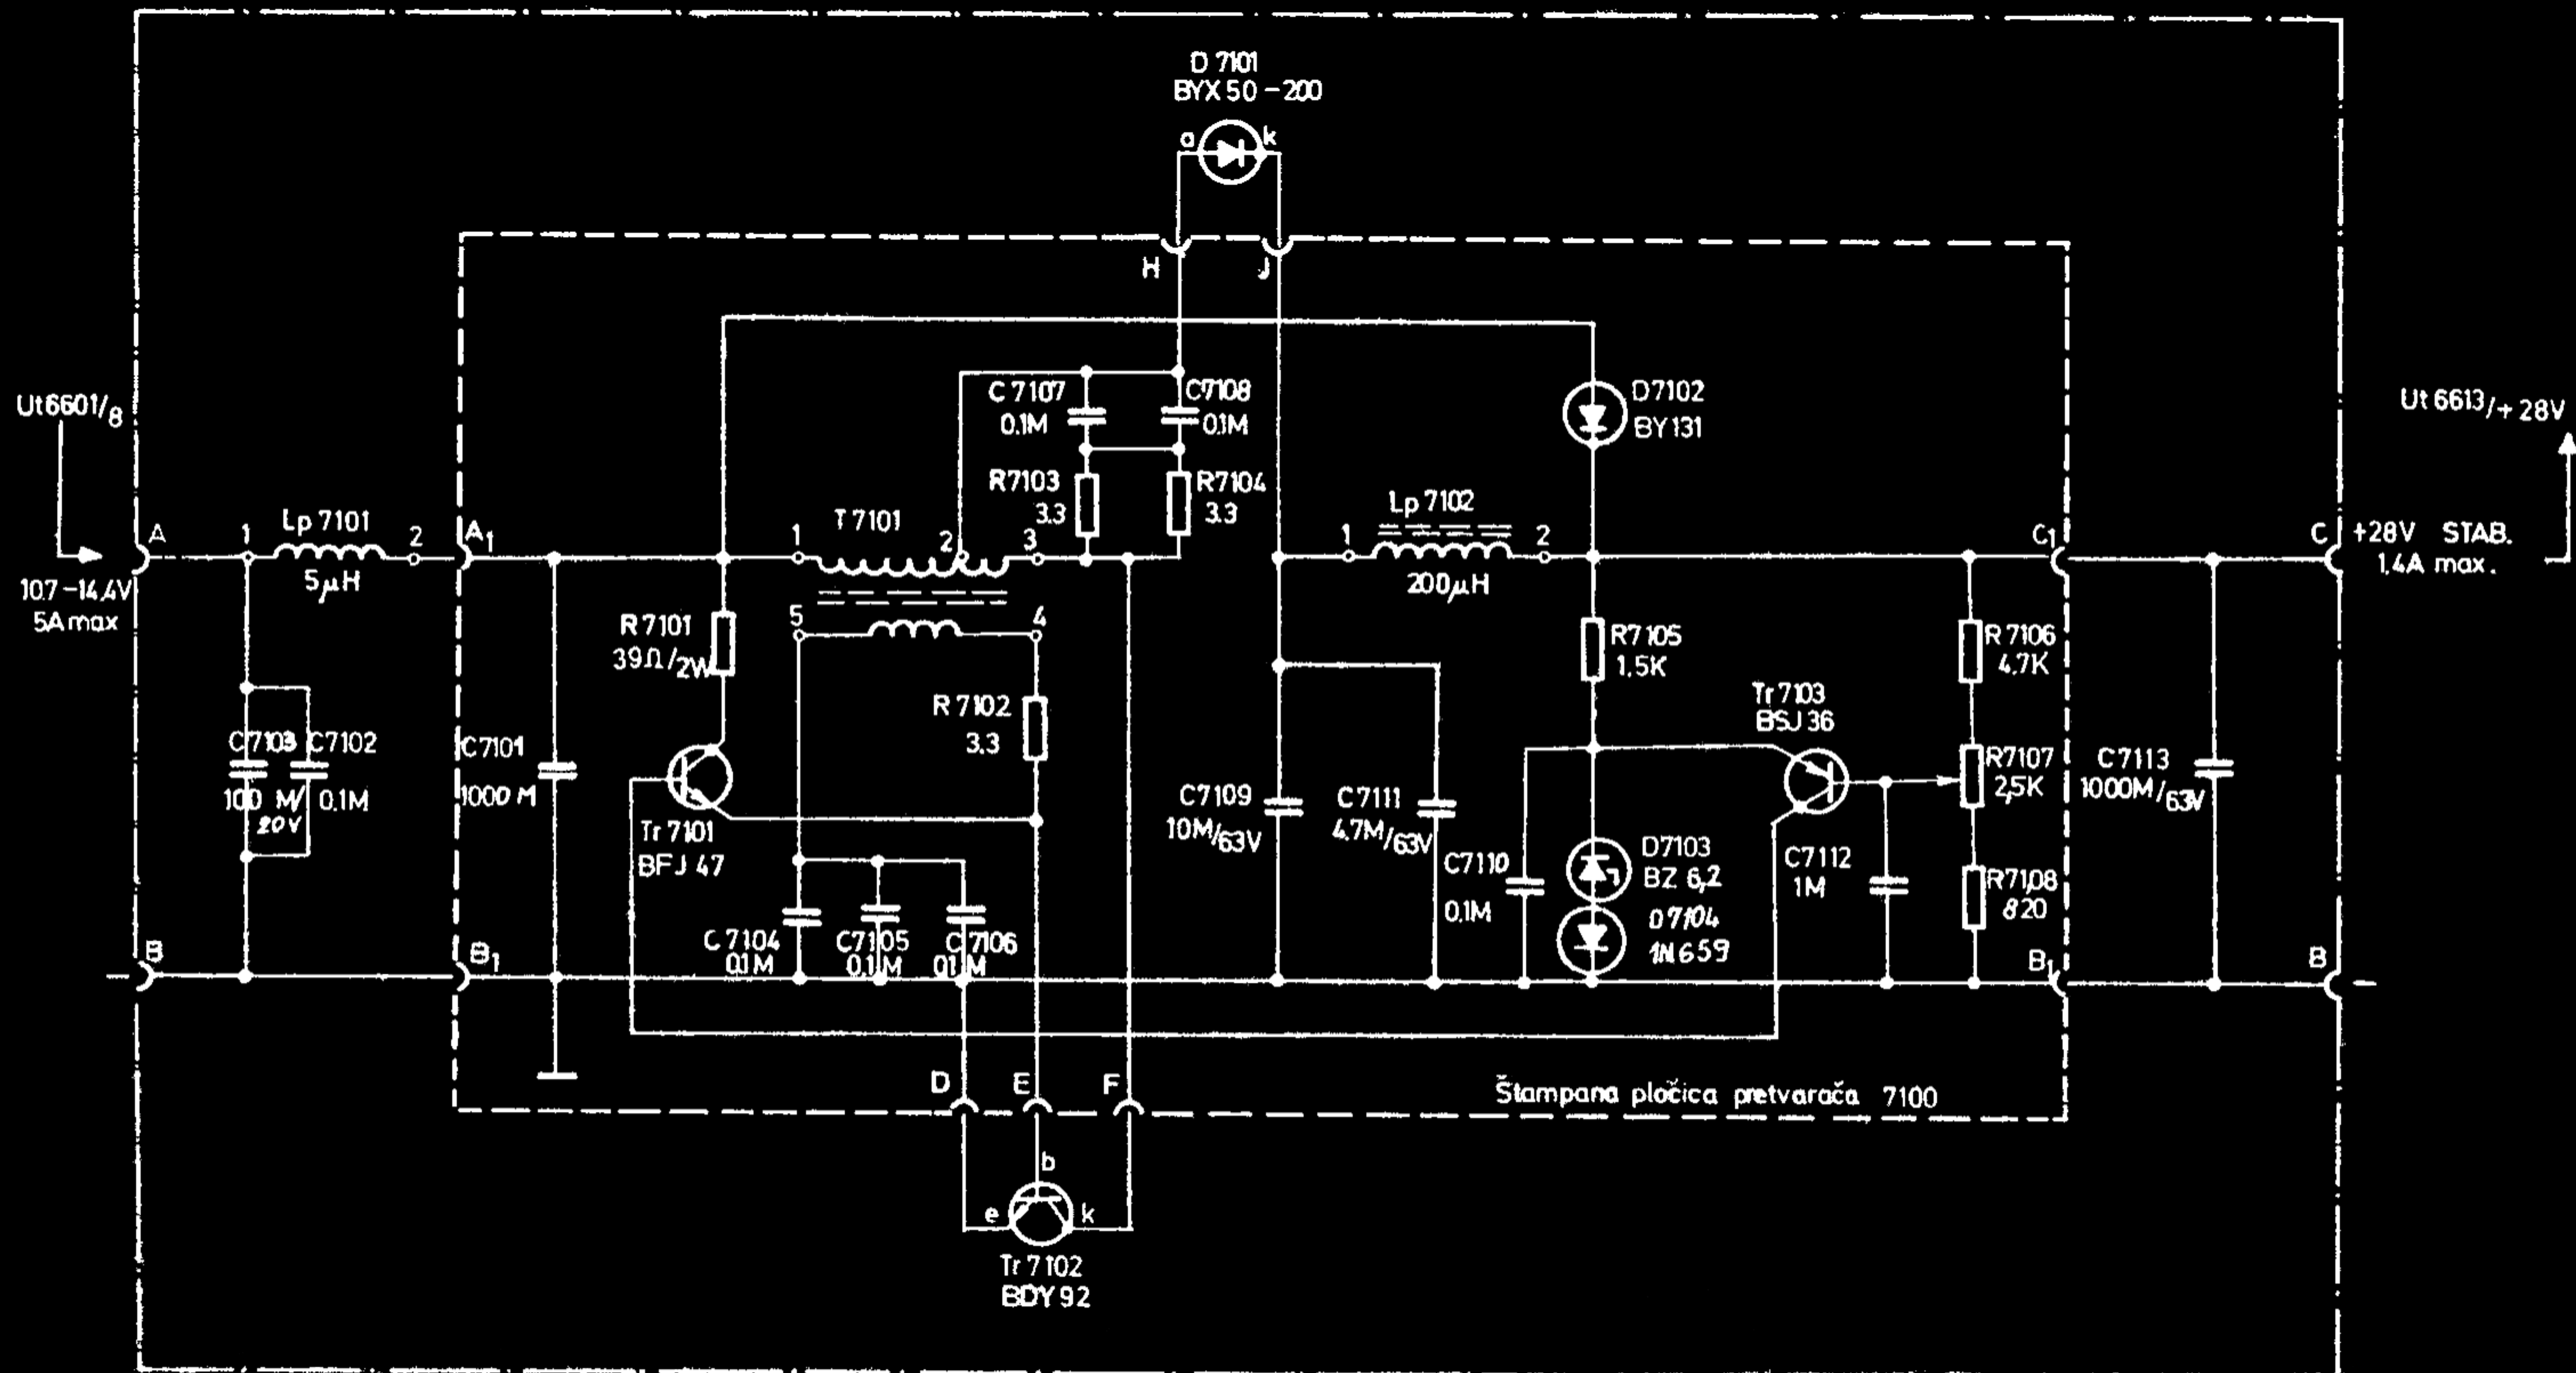 D 7101
BYX 50-200
a
k
H
J
Ut6601/8
C 7107
0.1M
C7108
0.1M
D7102
BY131
Ut 6613/+28V
R7103
3.3
R7104
3.3
A
1
Lp 7101
2
5µH
A1
1
T 7101
2
3
1
Lp 7102
2
200µH
C1
C
+28V STAB.
1,4A max.
10.7-14.4V
5A max
R 7101
39Ω/2W
5
4
R 7102
3.3
R7105
1.5K
R 7106
4.7K
Tr 7103
BSJ 36
C7103
100 M/
20V
C7102
0.1M
C7101
1000 M
R7107
2,5K
C7113
1000M/63V
Tr 7101
BFJ 47
C7109
10M/63V
C7111
4.7M/63V
C7110
0.1M
D7103
BZ 6,2
D7104
1N659
C7112
1M
R7108
820
C 7104
0.1M
C7105
0.1M
C 7106
0.1M
B
B1
B1
B
D
E
F
Štampana pločica pretvarača 7100
b
e
k
Tr 7102
BDY 92